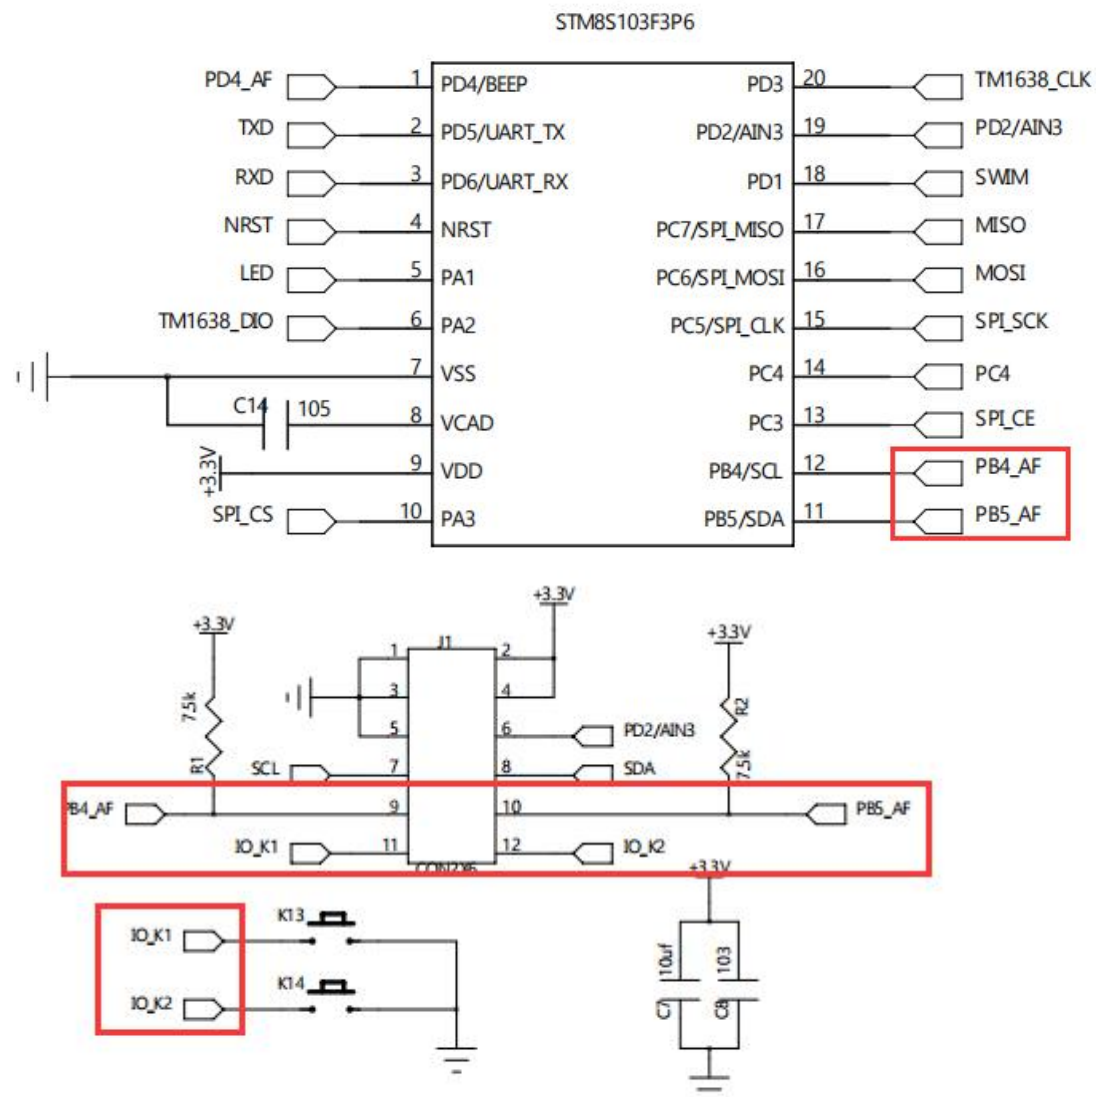 STM8S103F3P6
PD4_AF 1 PD4/BEEP PD3 20 TM1638_CLK
TXD 2 PD5/UART_TX PD2/AIN3 19 PD2/AIN3
RXD 3 PD6/UART_RX PD1 18 SWIM
NRST 4 NRST PC7/SPI_MISO 17 MISO
LED 5 PA1 PC6/SPI_MOSI 16 MOSI
TM1638_DIO 6 PA2 PC5/SPI_CLK 15 SPI_SCK
7 VSS PC4 14 PC4
C14 105 8 VCAD PC3 13 SPI_CE
+3.3V 9 VDD PB4/SCL 12 PB4_AF
SPI_CS 10 PA3 PB5/SDA 11 PB5_AF
+3.3V
+3.3V J1 +3.3V
1 2
7.5k 3 4 R2
5 6 PD2/AIN3
R1 SCL 7 8 SDA 7.5k
PB4_AF 9 10 PB5_AF
IO_K1 11 12 IO_K2
CON2X6 +3.3V
K13
IO_K1 10uf 103
K14
IO_K2 C7 C8